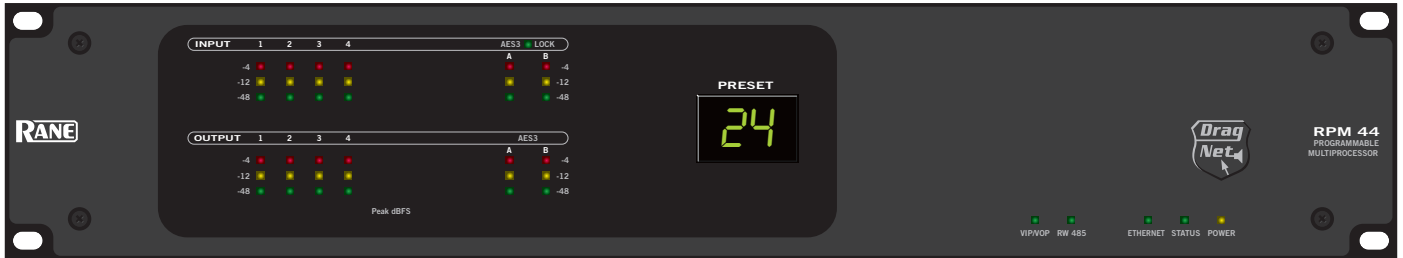 INPUT 1 2 3 4 AES3 LOCK
A B
-4 -4
-12 -12
-48 -48
PRESET
24
RANE
OUTPUT 1 2 3 4 AES3
A B
-4 -4
-12 -12
-48 -48
Peak dBFS
Drag
Net
RPM 44
PROGRAMMABLE
MULTIPROCESSOR
VIP/VOP RW 485 ETHERNET STATUS POWER